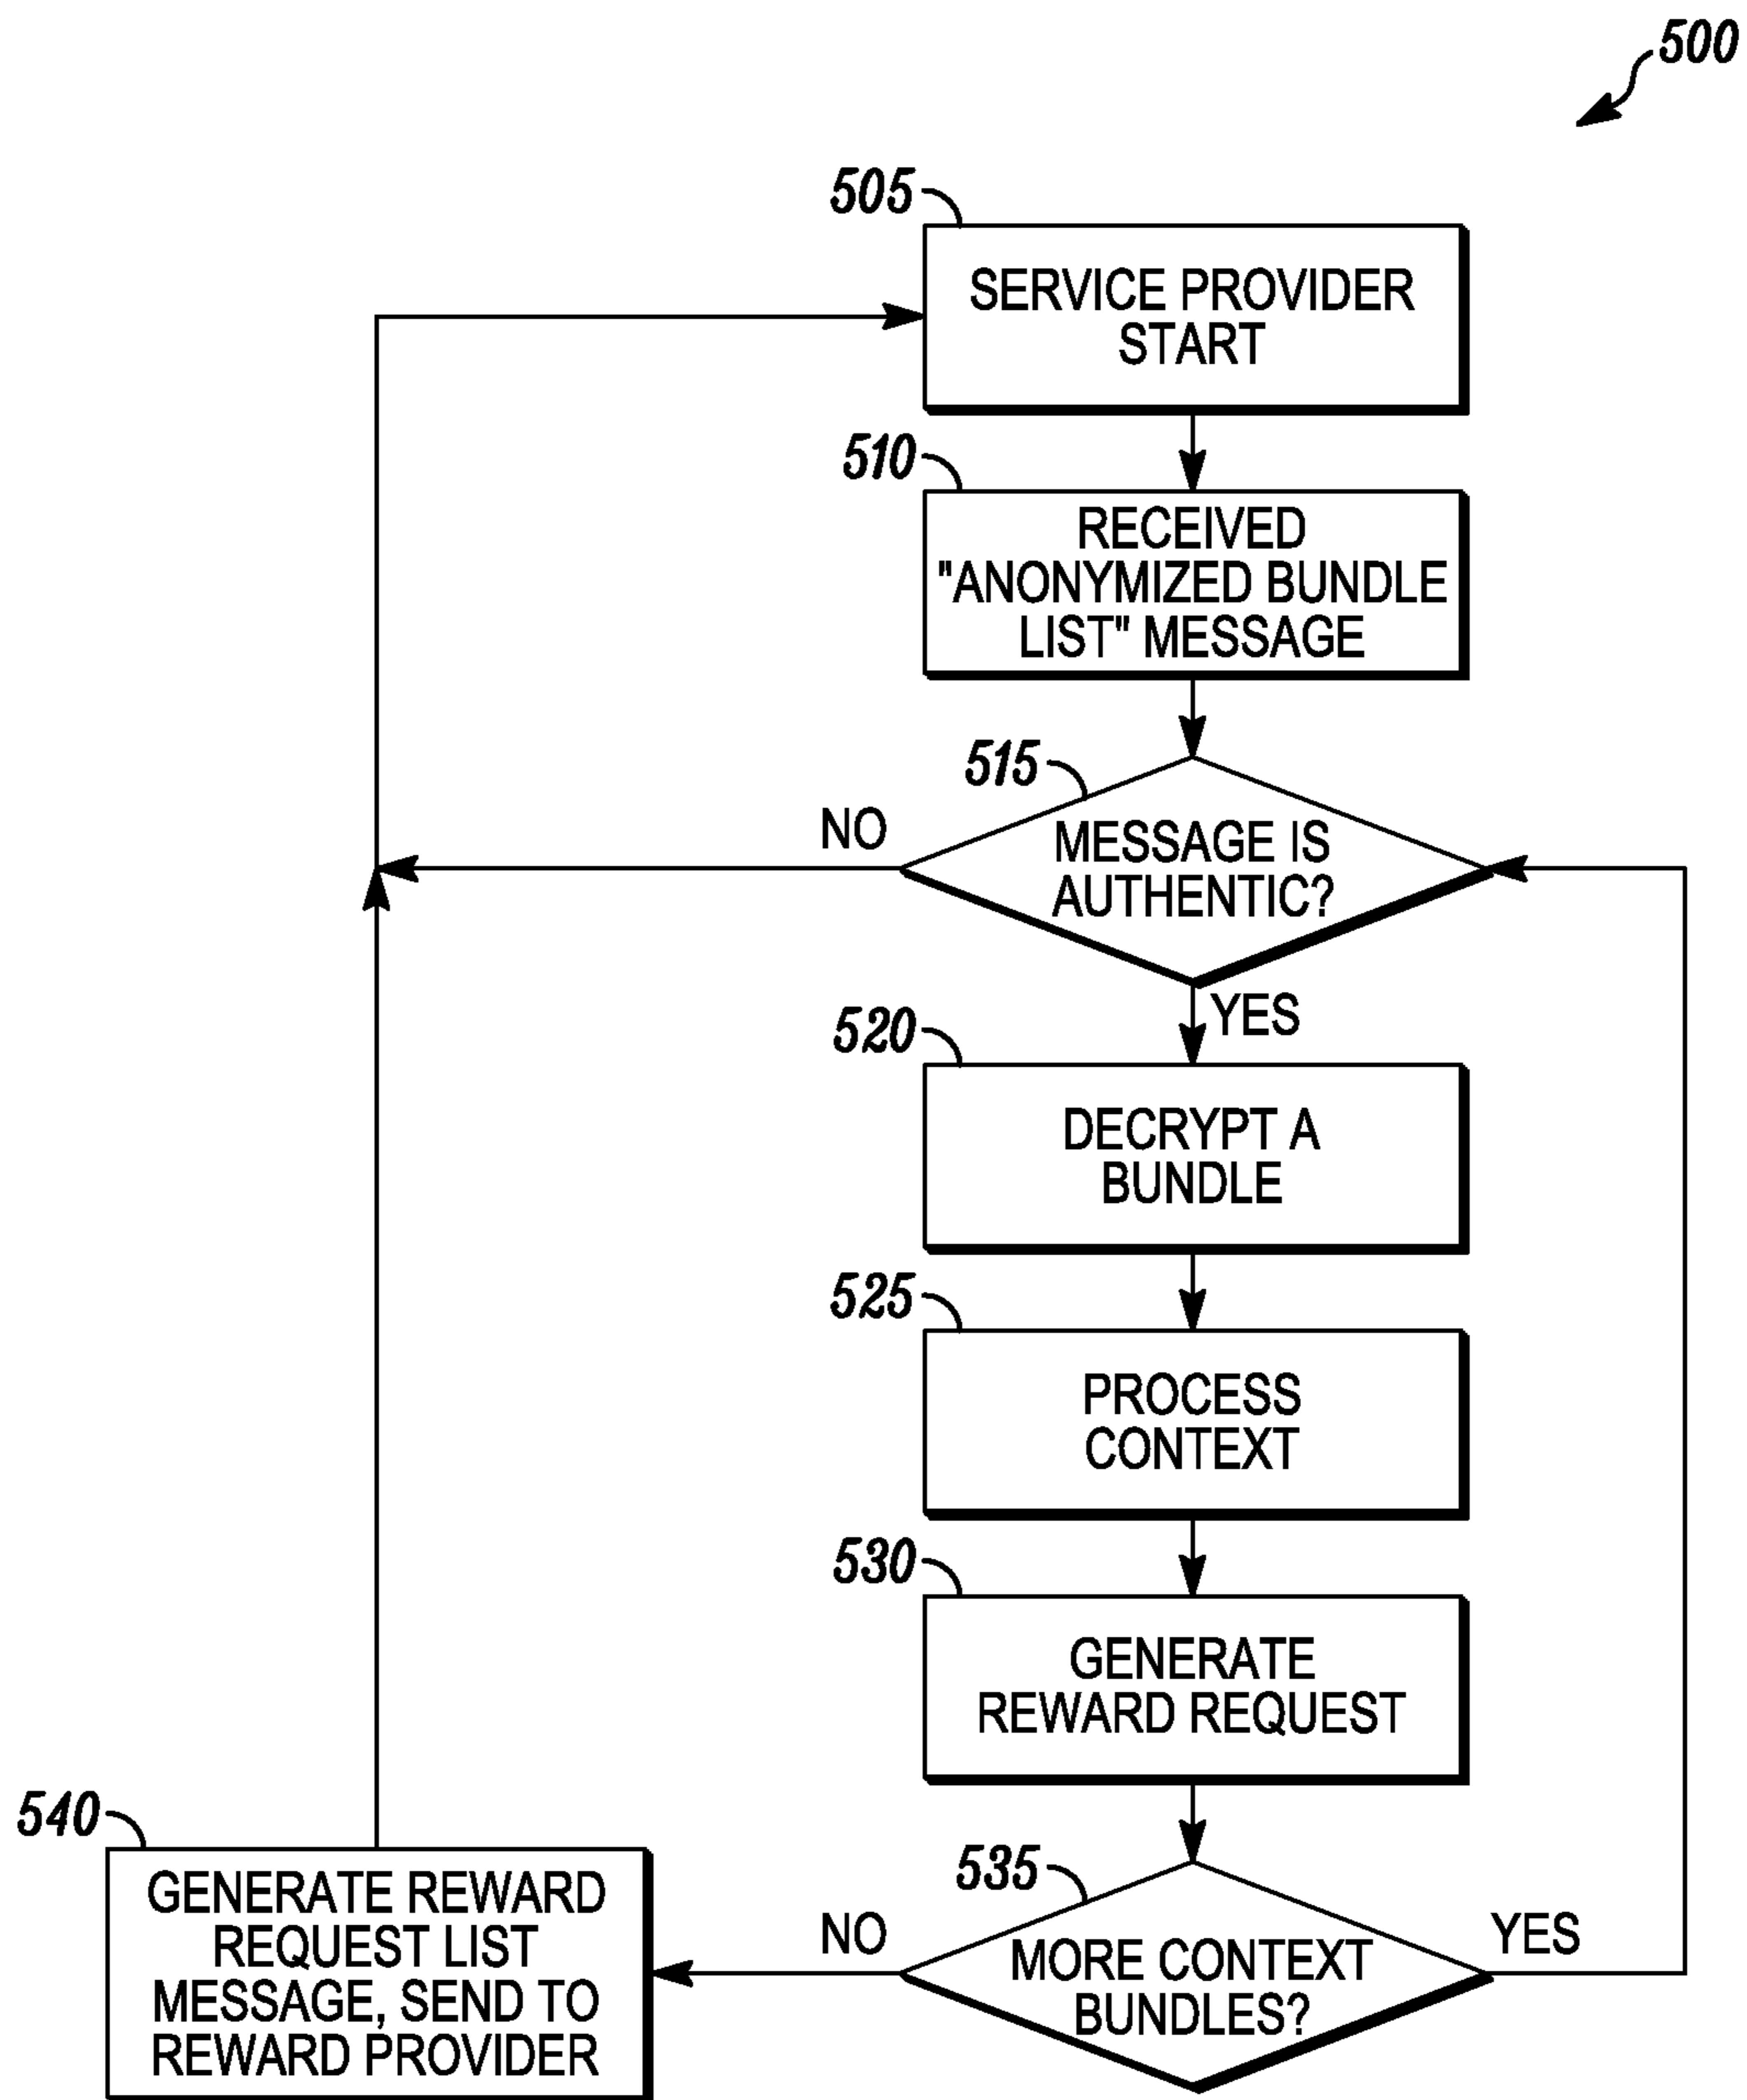 500
505
SERVICE PROVIDER
START
510
RECEIVED
"ANONYMIZED BUNDLE
LIST" MESSAGE
515
NO
MESSAGE IS
AUTHENTIC?
YES
520
DECRYPT A
BUNDLE
525
PROCESS
CONTEXT
530
GENERATE
REWARD REQUEST
535
MORE CONTEXT
BUNDLES?
YES
NO
540
GENERATE REWARD
REQUEST LIST
MESSAGE, SEND TO
REWARD PROVIDER